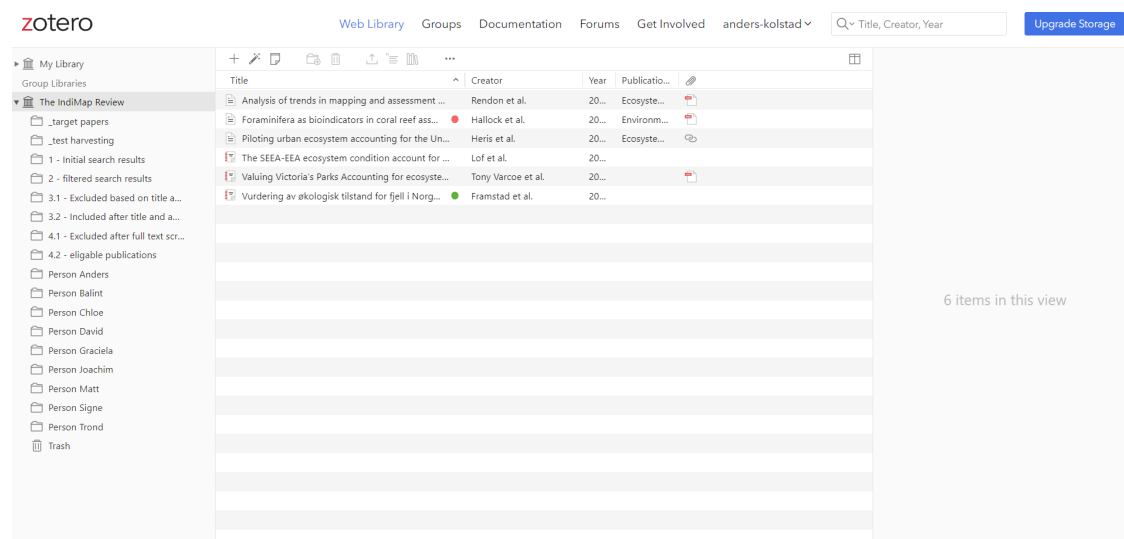 zotero
Web Library Groups Documentation Forums Get Involved anders-kolstad Title, Creator, Year Upgrade Storage
My Library
Group Libraries
The IndiMap Review
_target papers
_test harvesting
1 - Initial search results
2 - filtered search results
3.1 - Excluded based on title a...
3.2 - Included after title and a...
4.1 - Excluded after full text scr...
4.2 - eligable publications
Person Anders
Person Balint
Person Chloe
Person David
Person Graciela
Person Joachim
Person Matt
Person Signe
Person Trond
Trash
Title Creator Year Publicatio...
Analysis of trends in mapping and assessment ... Rendon et al. 20... Ecosyste...
Foraminifera as bioindicators in coral reef ass... Hallock et al. 20... Environm...
Piloting urban ecosystem accounting for the Un... Heris et al. 20... Ecosyste...
The SEEA-EEA ecosystem condition account for ... Lof et al. 20...
Valuing Victoria's Parks Accounting for ecosyste... Tony Varcoe et al. 20...
Vurdering av økologisk tilstand for fjell i Norg... Framstad et al. 20...
6 items in this view